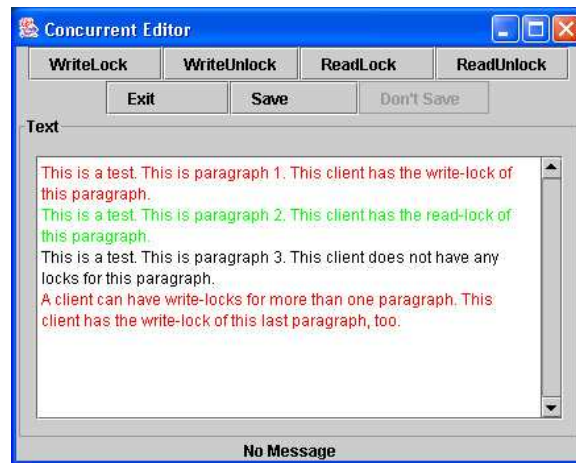 Concurrent Editor
WriteLock WriteUnlock ReadLock ReadUnlock
Exit Save Don't Save
Text
This is a test. This is paragraph 1. This client has the write-lock of
this paragraph.
This is a test. This is paragraph 2. This client has the read-lock of
this paragraph.
This is a test. This is paragraph 3. This client does not have any
locks for this paragraph.
A client can have write-locks for more than one paragraph. This
client has the write-lock of this last paragraph, too.
No Message